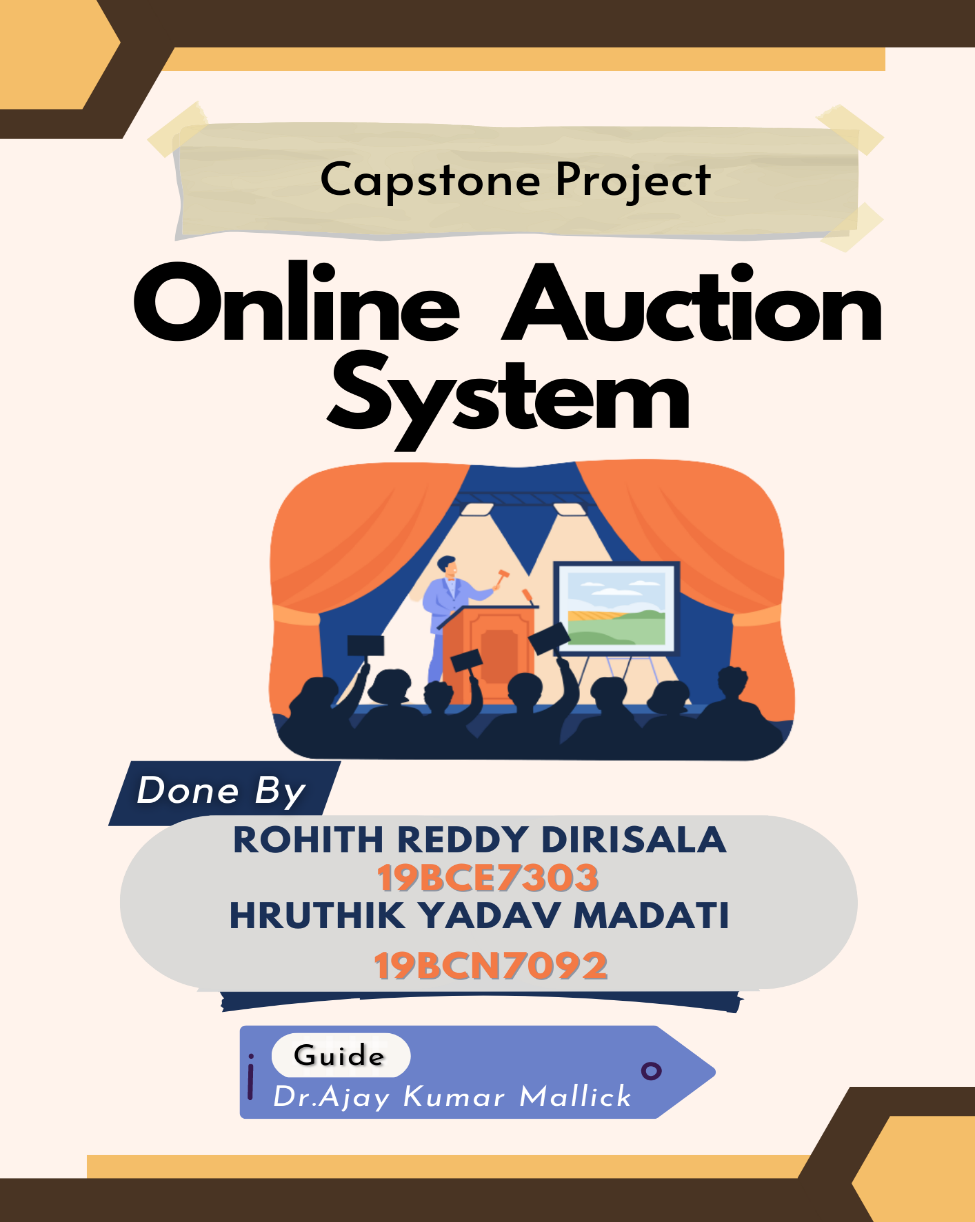 Capstone Project
Online Auction
System
Done By
ROHITH REDDY DIRISALA
19BCE7303
HRUTHIK YADAV MADATI
19BCN7092
Guide
Dr.Ajay Kumar Mallick